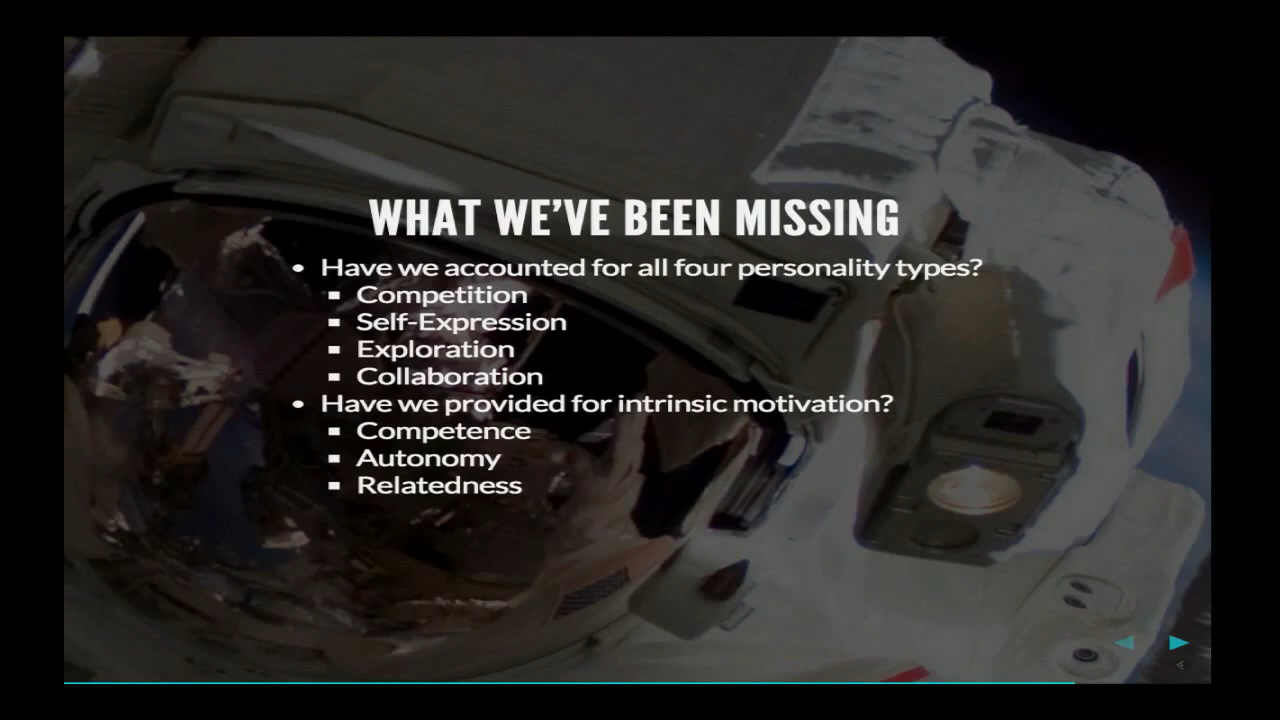 WHAT WE'VE BEEN MISSING
• Have we accounted for all four personality types?
▪ Competition
▪ Self-Expression
▪ Exploration
▪ Collaboration
• Have we provided for intrinsic motivation?
▪ Competence
▪ Autonomy
▪ Relatedness